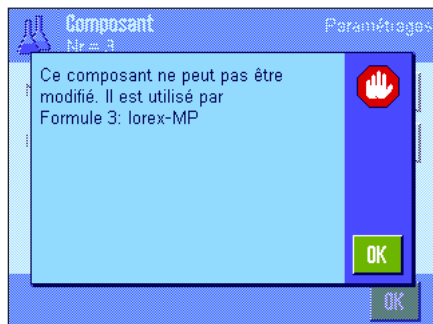 Composant
Paramétrages
Nr = 3
Ce composant ne peut pas être
modifié. Il est utilisé par
Formule 3: lorex-MP
OK
OK